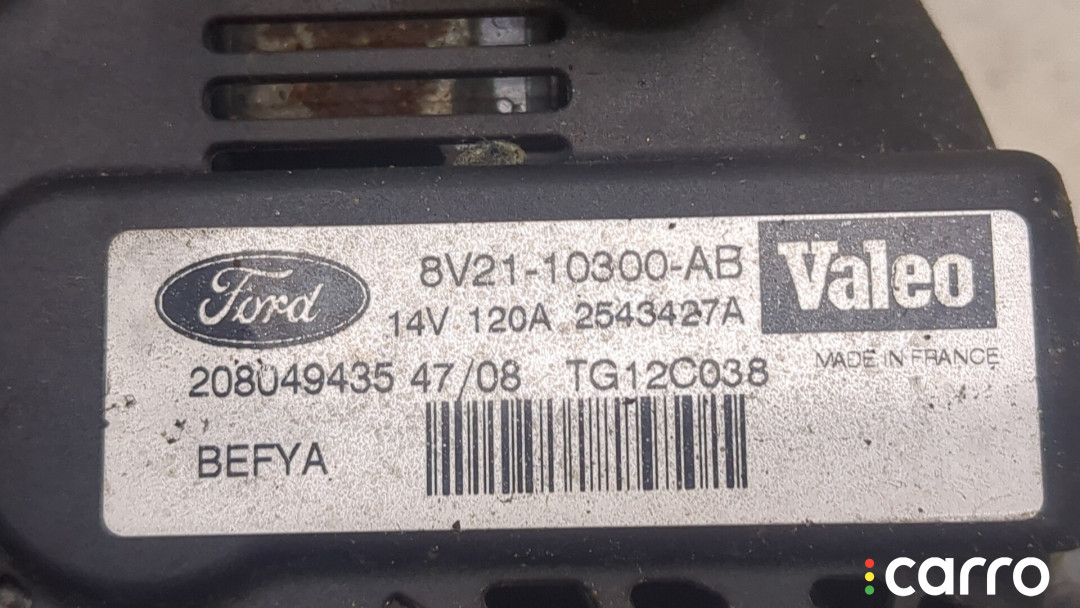 Ford
8V21-10300-AB
Valeo
14V 120A 2543427A
MADE IN FRANCE
208049435 47/08 TG12C038
BEFYA
carro